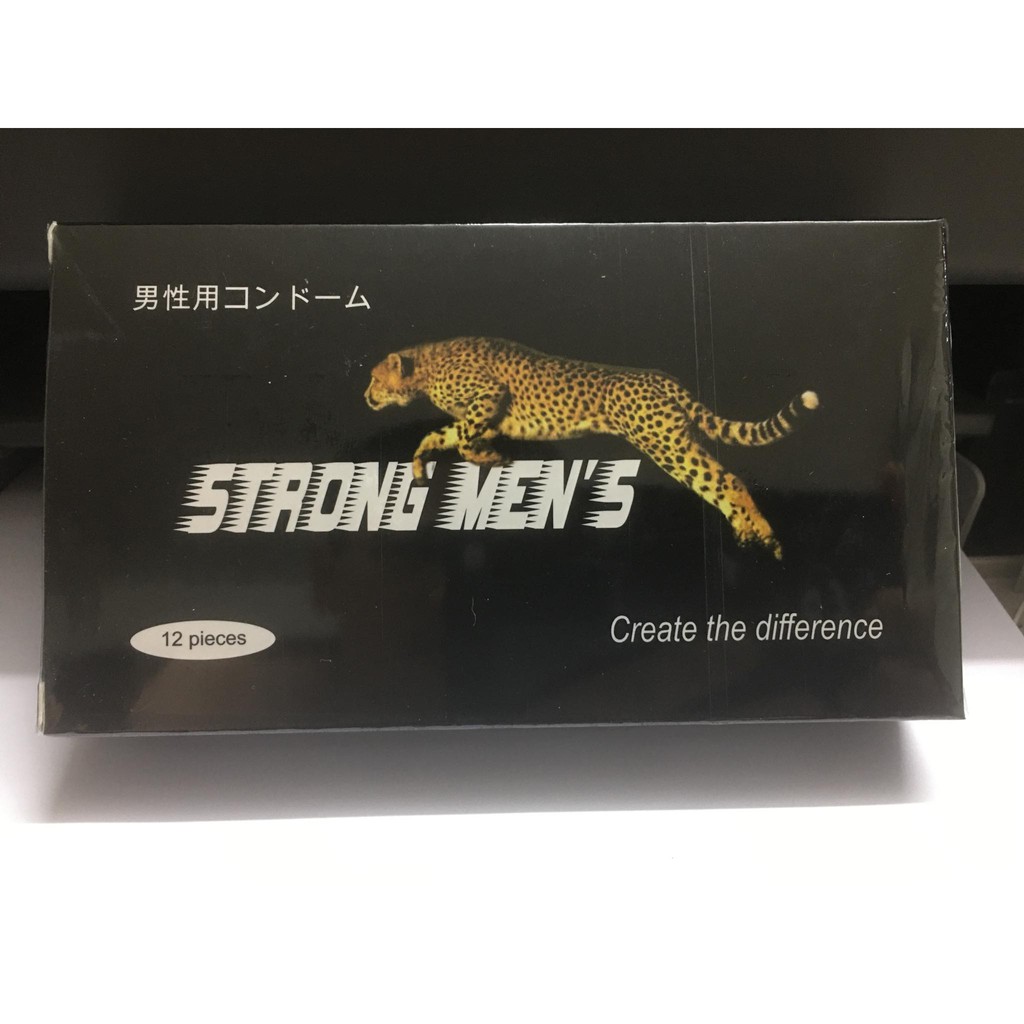 男性用コンドーム
STRONG MEN'S
12 pieces
Create the difference